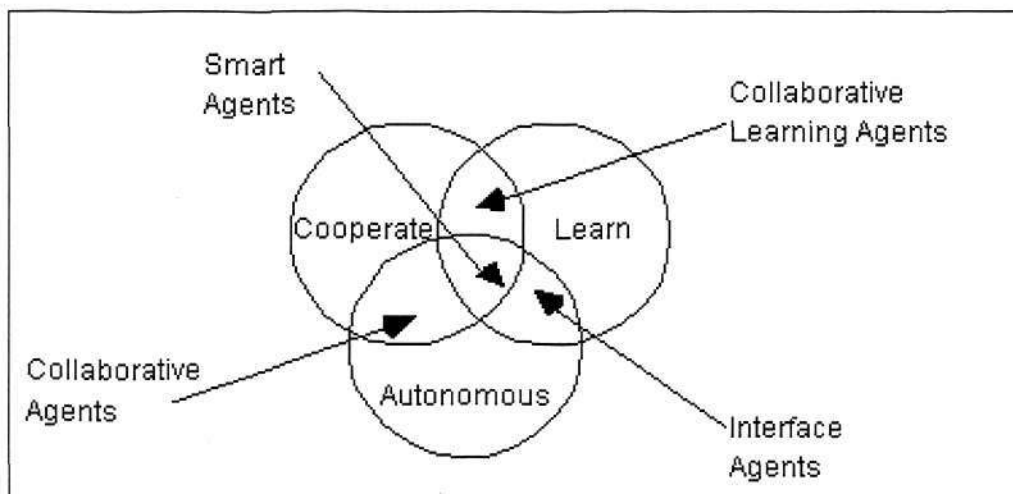 Smart
Agents
Collaborative
Learning Agents
Cooperate
Learn
Collaborative
Agents
Autonomous
Interface
Agents